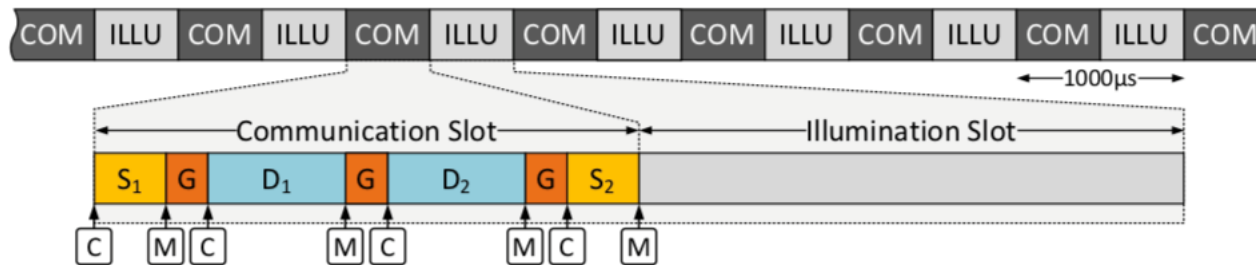 COM ILLU COM ILLU COM ILLU COM ILLU COM ILLU COM ILLU COM ILLU COM
1000µs
Communication Slot Illumination Slot
S₁ G D₁ G D₂ G S₂
C M C M C M C M